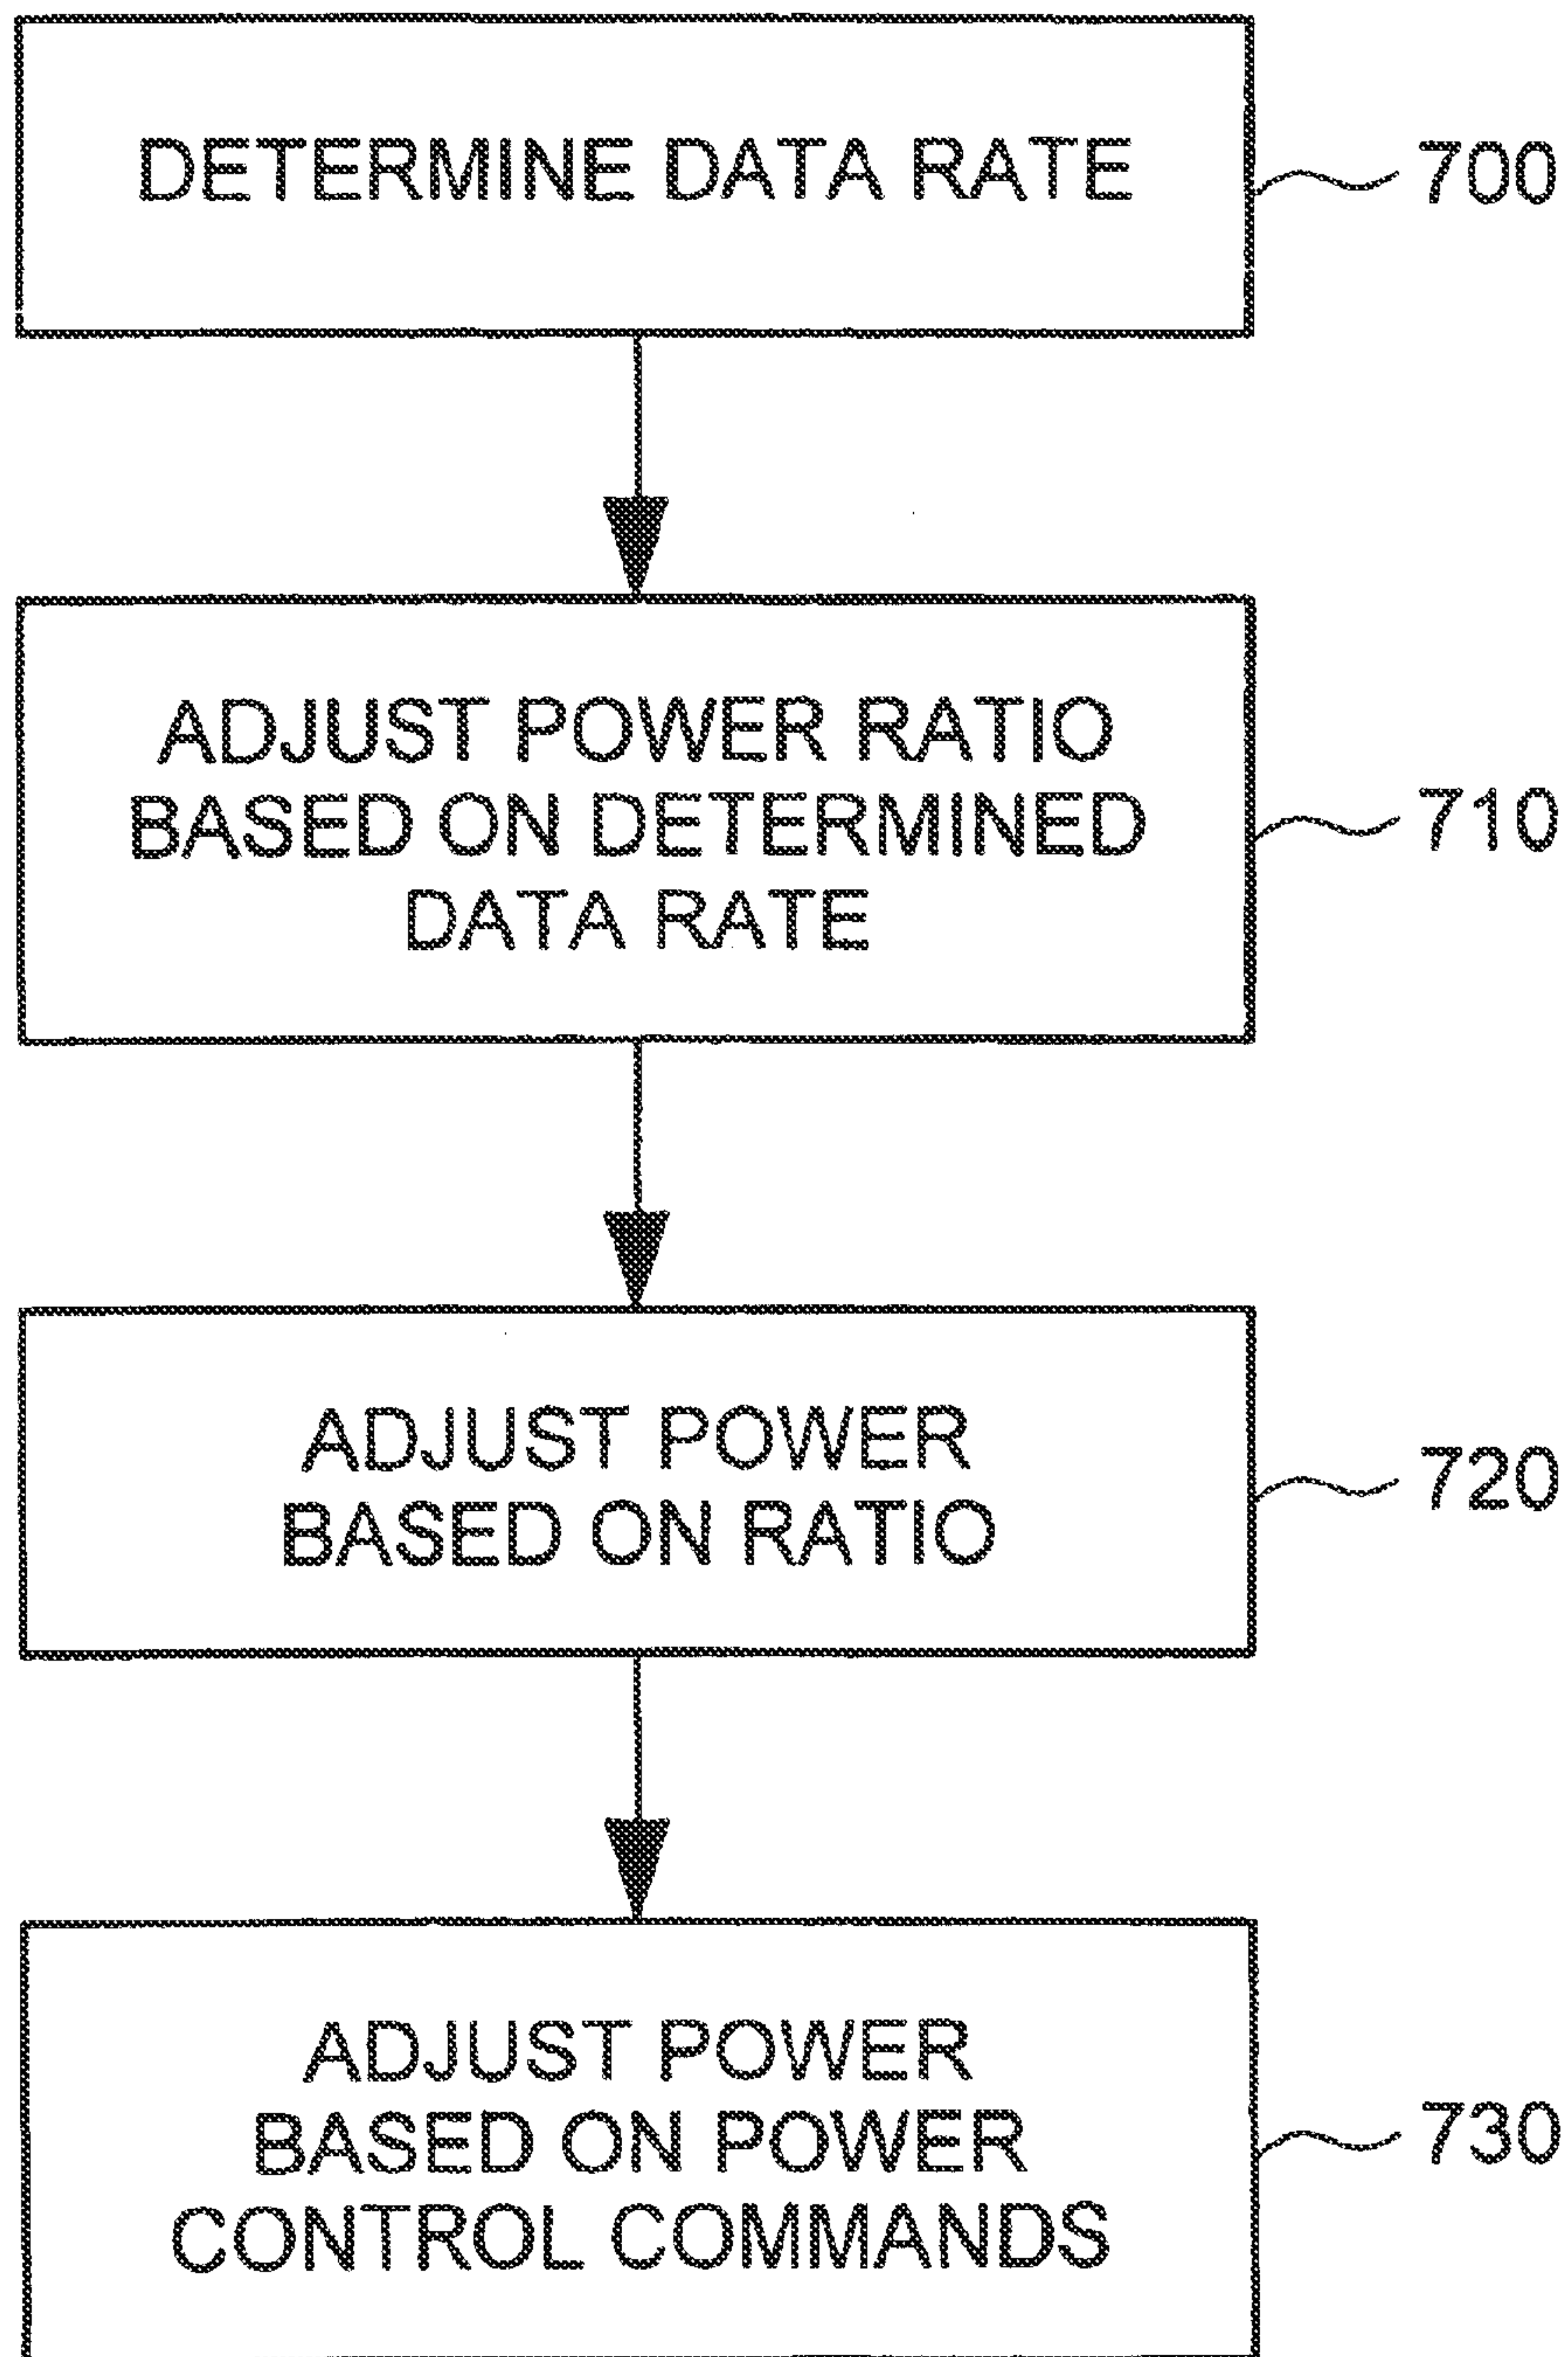 DETERMINE DATA RATE
700
ADJUST POWER RATIO
BASED ON DETERMINED
DATA RATE
710
ADJUST POWER
BASED ON RATIO
720
ADJUST POWER
BASED ON POWER
CONTROL COMMANDS
730